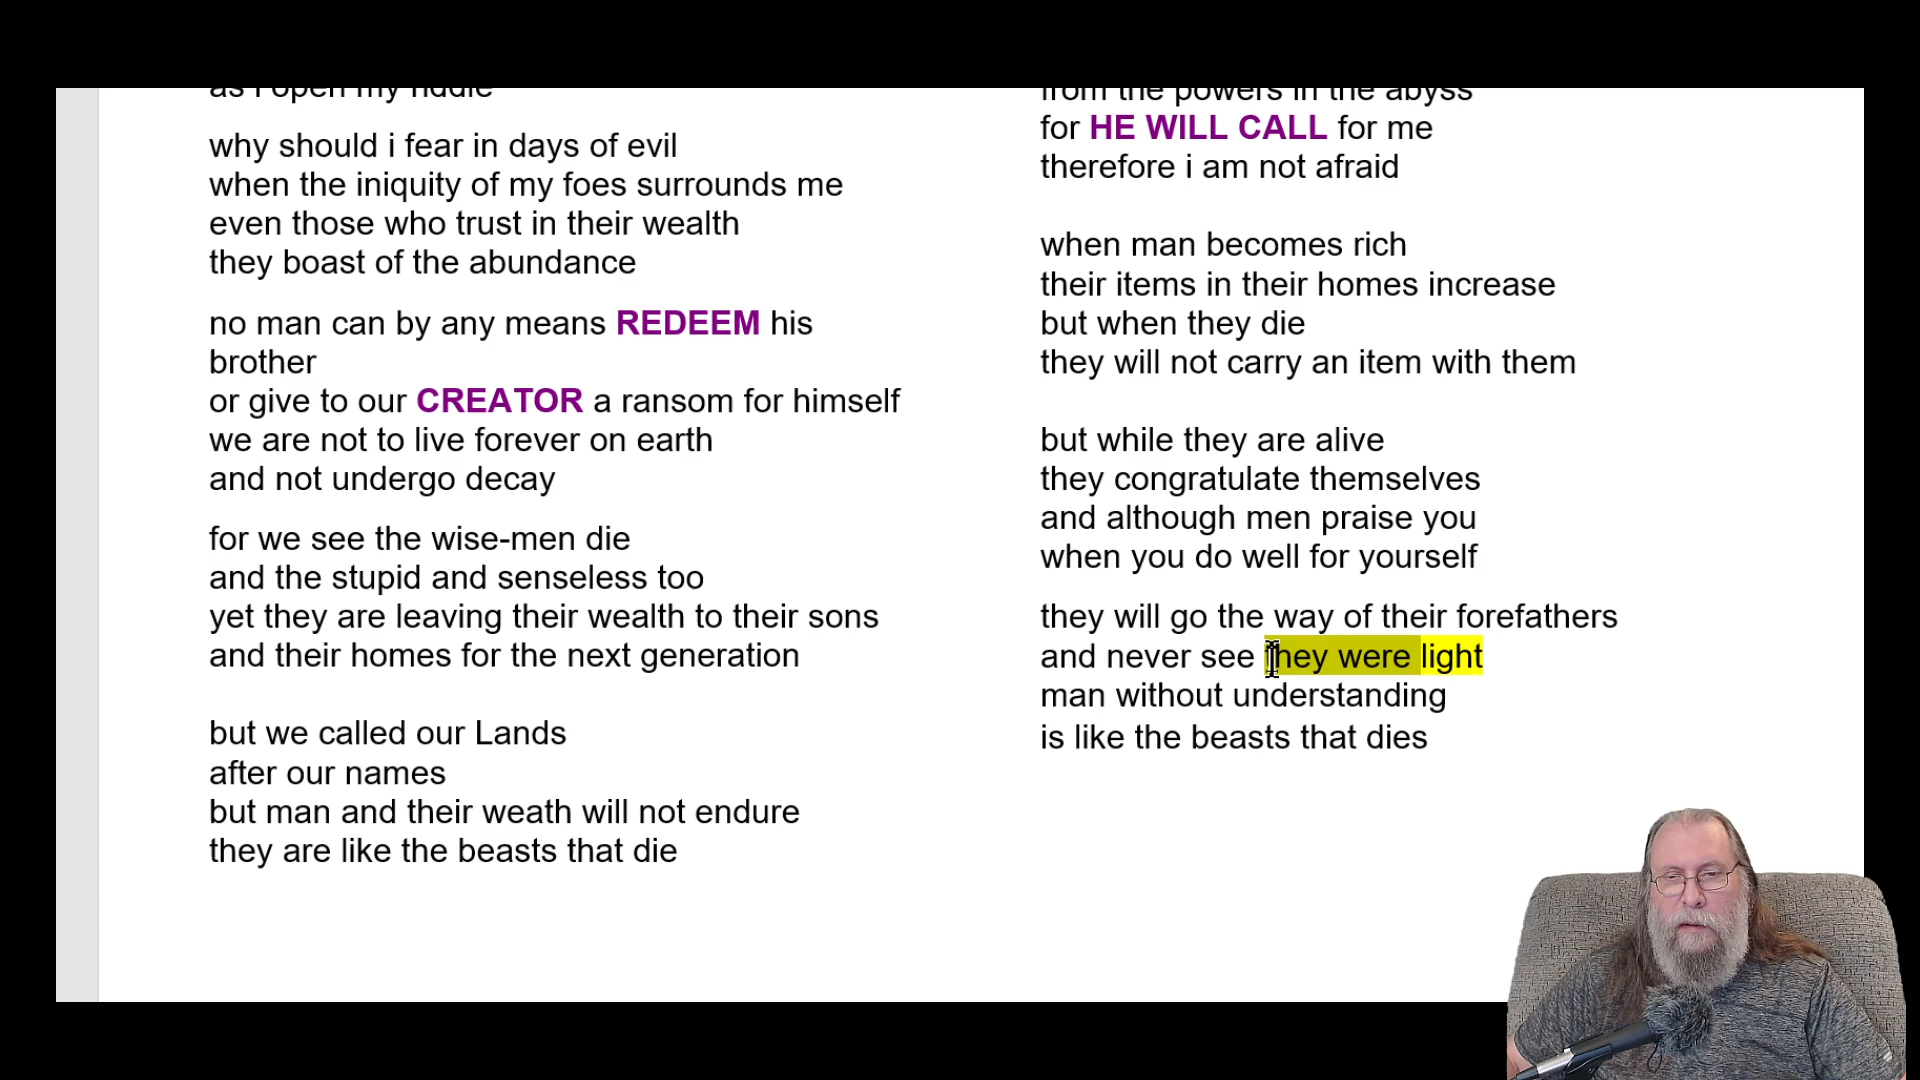 as i open my riddle
why should i fear in days of evil
when the iniquity of my foes surrounds me
even those who trust in their wealth
they boast of the abundance
no man can by any means REDEEM his
brother
or give to our CREATOR a ransom for himself
we are not to live forever on earth
and not undergo decay
for we see the wise-men die
and the stupid and senseless too
yet they are leaving their wealth to their sons
and their homes for the next generation
but we called our Lands
after our names
but man and their weath will not endure
they are like the beasts that die
from the powers in the abyss
for HE WILL CALL for me
therefore i am not afraid
when man becomes rich
their items in their homes increase
but when they die
they will not carry an item with them
but while they are alive
they congratulate themselves
and although men praise you
when you do well for yourself
they will go the way of their forefathers
and never see they were light
man without understanding
is like the beasts that dies